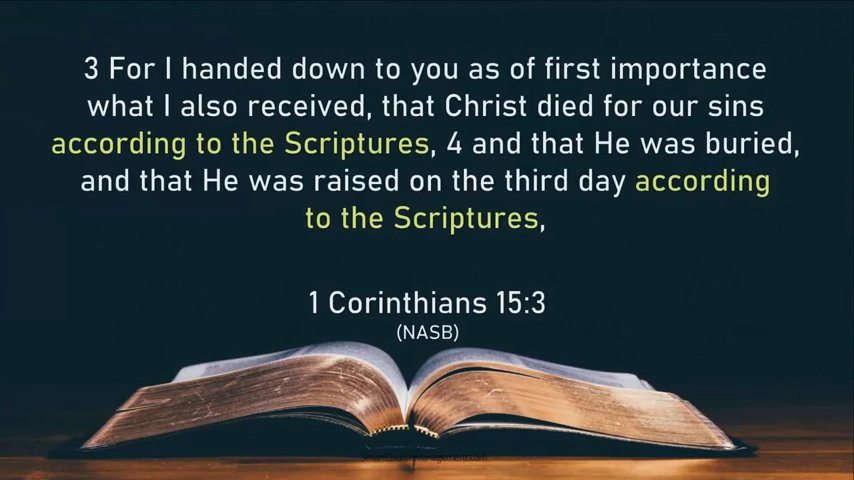 3 For I handed down to you as of first importance
what I also received, that Christ died for our sins
according to the Scriptures, 4 and that He was buried,
and that He was raised on the third day according
to the Scriptures,
1 Corinthians 15:3
(NASB)